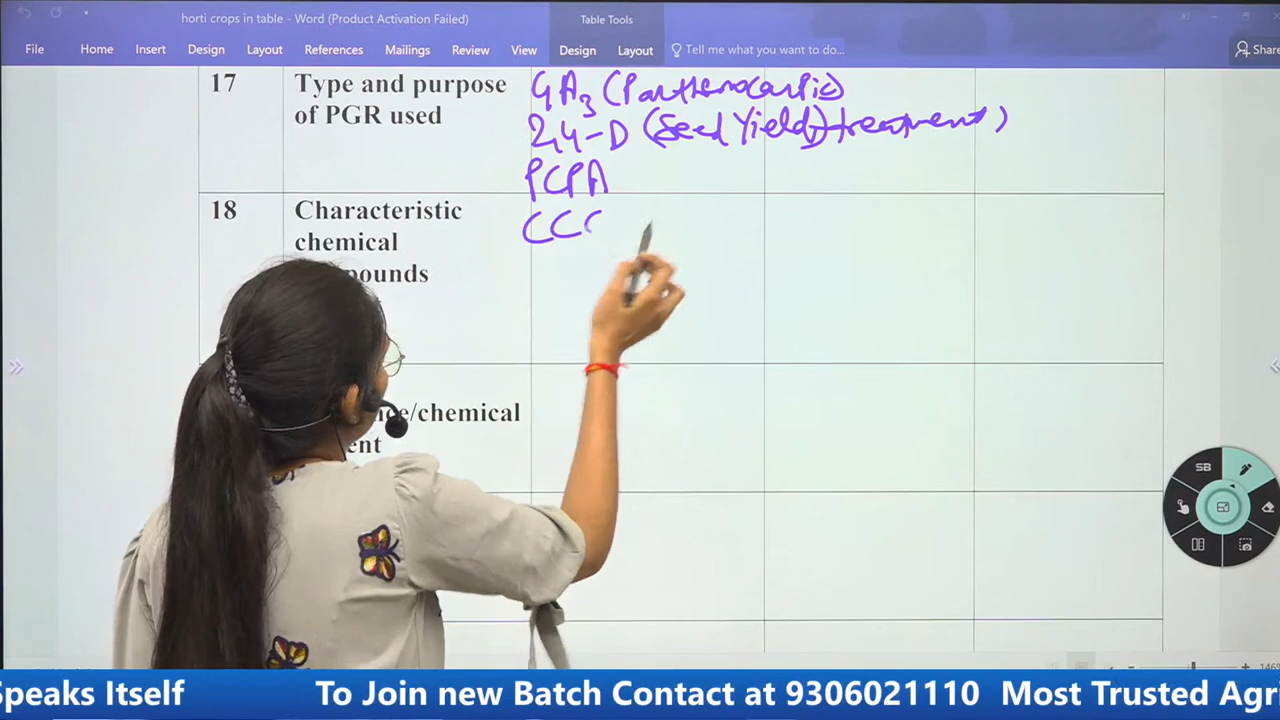 horti crops in table - Word (Product Activation Failed)
Table Tools
File Home Insert Design Layout References Mailings Review View Design Layout Tell me what you want to do... Share
17 Type and purpose of PGR used
GA3 (Parthenocarpic)
2,4-D (Seed Yield, treatment)
PCPA
18 Characteristic chemical
CCC
SB
146
Speaks Itself To Join new Batch Contact at 9306021110 Most Trusted Agri